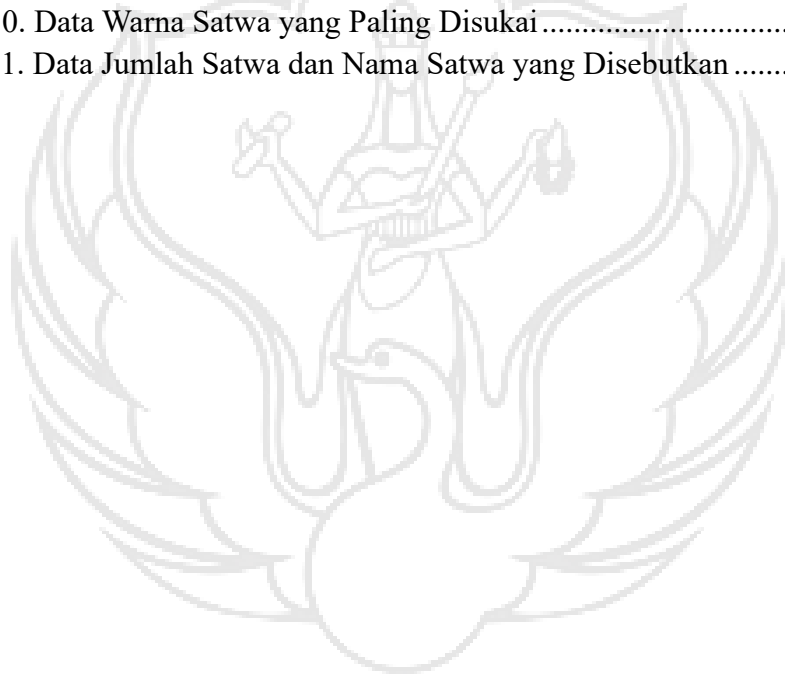 0. Data Warna Satwa yang Paling Disukai...............................
1. Data Jumlah Satwa dan Nama Satwa yang Disebutkan.......